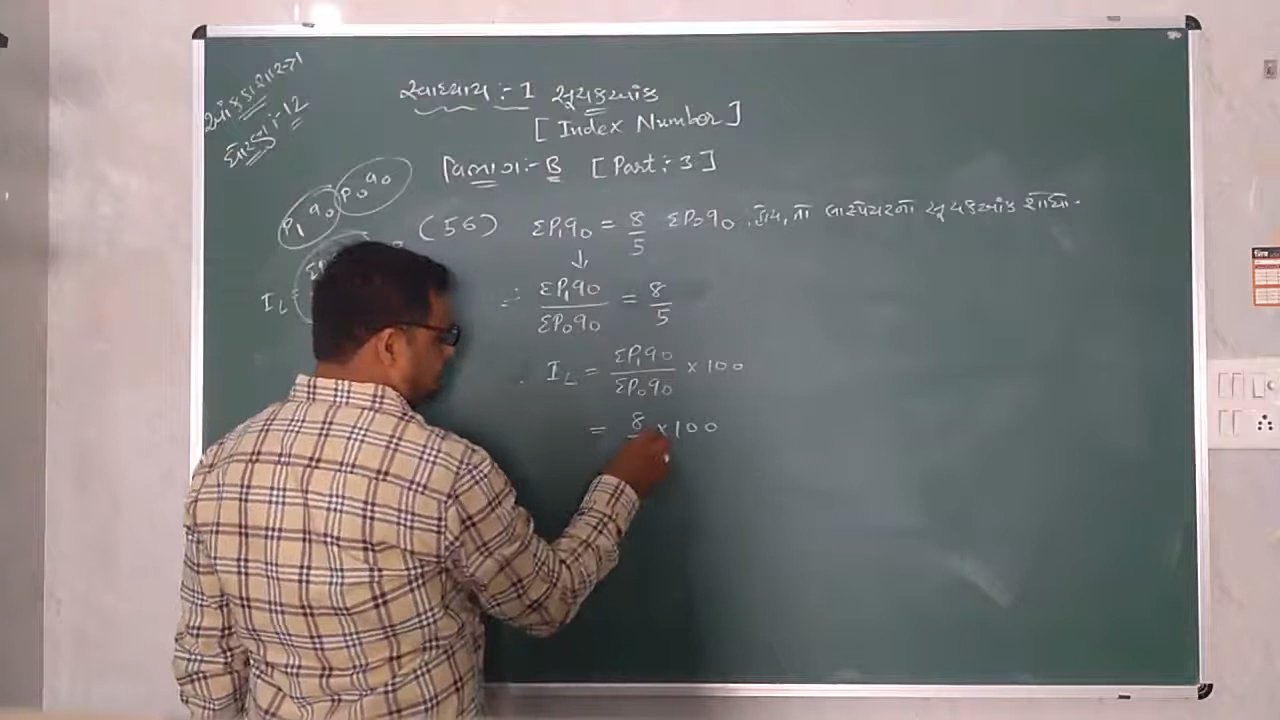 આંકડાશાસ્ત્ર-1
ધોરણ :- 12
સ્વાધ્યાય :- 1 સૂચકઆંક
[ Index Number ]
વિભાગ :- B [ Part :- 3 ]
P₁q₀ P₀q₀
(56) ΣP₁q₀ = 8/5 ΣP₀q₀ હોય, તો લાસ્પેયરનો સૂચકઆંક શોધો.
I_L =
∴ ΣP₁q₀/ΣP₀q₀ = 8/5
I_L = ΣP₁q₀/ΣP₀q₀ × 100
= 8 × 100